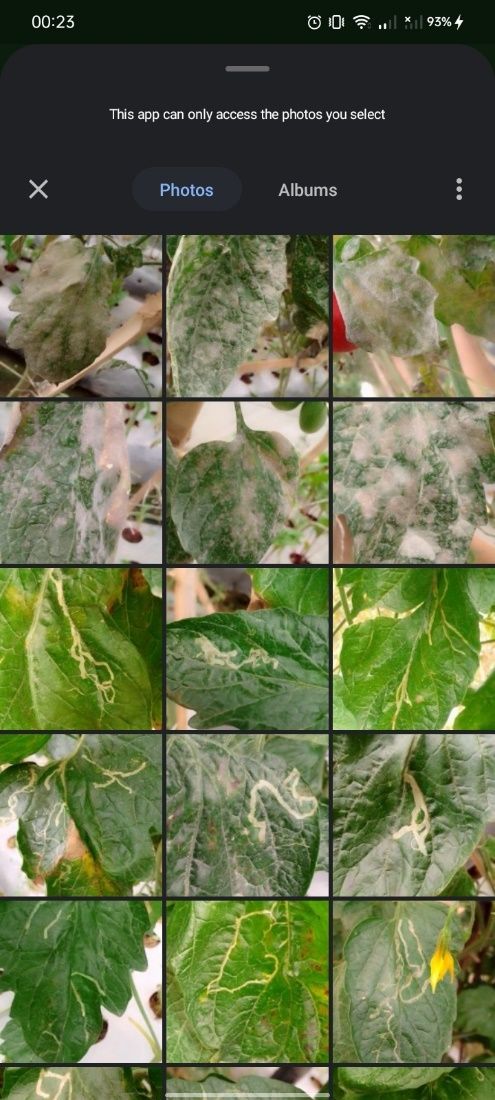 00:23
93%
This app can only access the photos you select
Photos
Albums